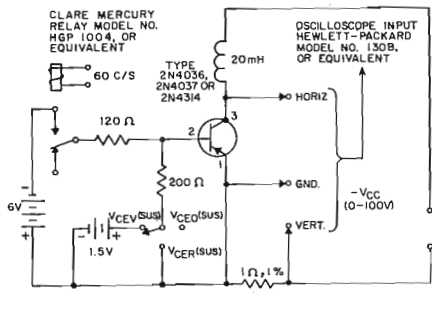 CLARE MERCURY
RELAY MODEL NO.
HGP 1004, OR
EQUIVALENT
60 C/S
OSCILLOSCOPE INPUT
HEWLETT-PACKARD
MODEL NO. 130B,
OR EQUIVALENT
TYPE
2N4036,
2N4037 OR
2N4314
20mH
HORIZ
3
120 Ω
2
1
200 Ω
GND.
-VCC
(0-100V)
VERT.
6V
-
+
VCEV(SUS)
VCEO(SUS)
- +
1.5V
VCER(SUS)
1Ω, 1%